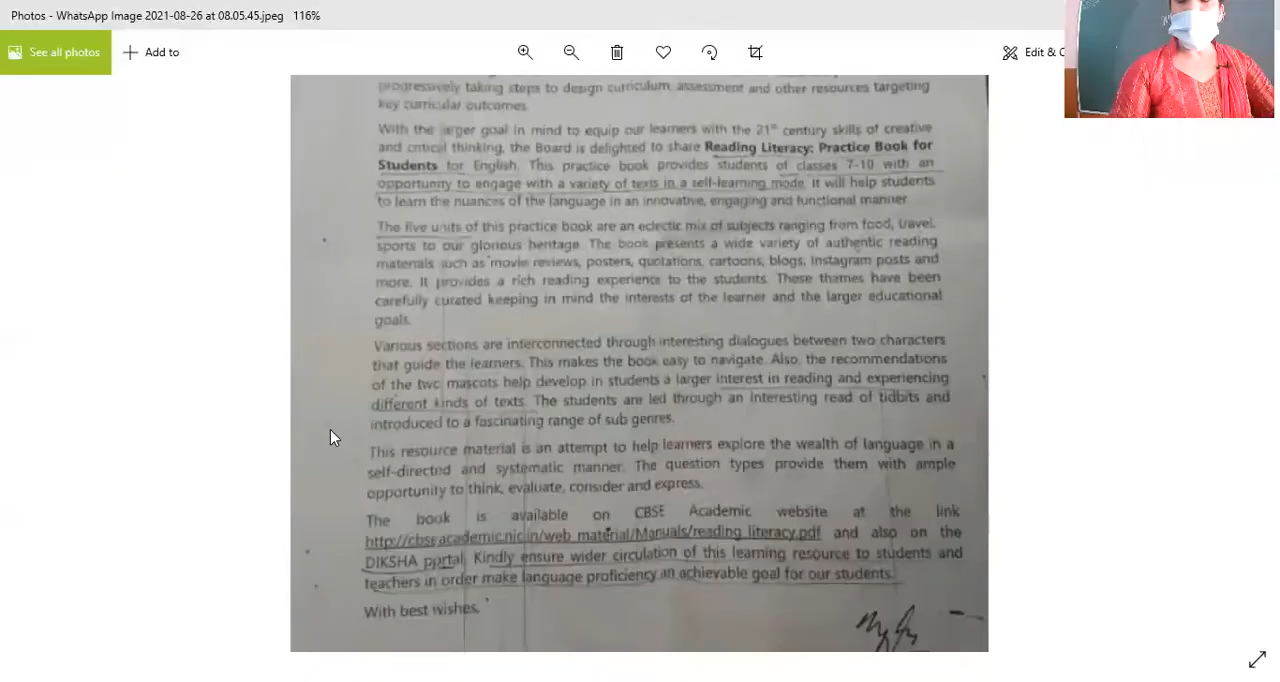 Photos - WhatsApp Image 2021-08-26 at 08.05.45.jpeg 116%
See all photos
Add to
Edit & C
progressively taking steps to design curriculum, assessment and other resources targeting
key curricular outcomes.
With the larger goal in mind to equip our learners with the 21st century skills of creative
and critical thinking, the Board is delighted to share Reading Literacy: Practice Book for
Students for English. This practice book provides students of classes 7-10 with an
opportunity to engage with a variety of texts in a self-learning mode. It will help students
to learn the nuances of the language in an innovative, engaging and functional manner.
The five units of this practice book are an eclectic mix of subjects ranging from food, travel,
sports to our glorious heritage. The book presents a wide variety of authentic reading
materials such as movie reviews, posters, quotations, cartoons, blogs, Instagram posts and
more. It provides a rich reading experience to the students. These themes have been
carefully curated keeping in mind the interests of the learner and the larger educational
goals.
Various sections are interconnected through interesting dialogues between two characters
that guide the learners. This makes the book easy to navigate. Also, the recommendations
of the two mascots help develop in students a larger interest in reading and experiencing
different kinds of texts. The students are led through an interesting read of tidbits and
introduced to a fascinating range of sub genres.
This resource material is an attempt to help learners explore the wealth of language in a
self-directed and systematic manner. The question types provide them with ample
opportunity to think, evaluate, consider and express.
The book is available on CBSE Academic website at the link
http://cbseacademic.nic.in/web_material/Manuals/reading_literacy.pdf and also on the
DIKSHA portal. Kindly ensure wider circulation of this learning resource to students and
teachers in order make language proficiency an achievable goal for our students.
With best wishes,